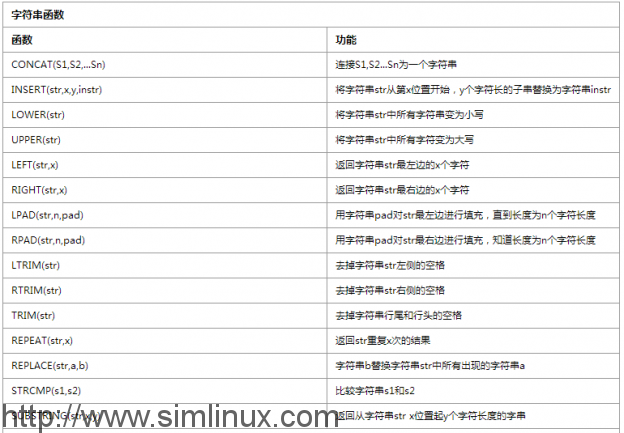 字符串函数
函数 功能
CONCAT(S1,S2,...Sn) 连接S1,S2...Sn为一个字符串
INSERT(str,x,y,instr) 将字符串str从第x位置开始，y个字符长的子串替换为字符串instr
LOWER(str) 将字符串str中所有字符串变为小写
UPPER(str) 将字符串str中所有字符变为大写
LEFT(str,x) 返回字符串str最左边的x个字符
RIGHT(str,x) 返回字符串str最右边的x个字符
LPAD(str,n,pad) 用字符串pad对str最左边进行填充，直到长度为n个字符长度
RPAD(str,n,pad) 用字符串pad对str最右边进行填充，知道长度为n个字符长度
LTRIM(str) 去掉字符串str左侧的空格
RTRIM(str) 去掉字符串str右侧的空格
TRIM(str) 去掉字符串行尾和行头的空格
REPEAT(str,x) 返回str重复x次的结果
REPLACE(str,a,b) 字符串b替换字符串str中所有出现的字符串a
STRCMP(s1,s2) 比较字符串s1和s2
SUBSTRING(str,x,y) 返回从字符串str x位置起y个字符长度的字串
http://www.simlinux.com